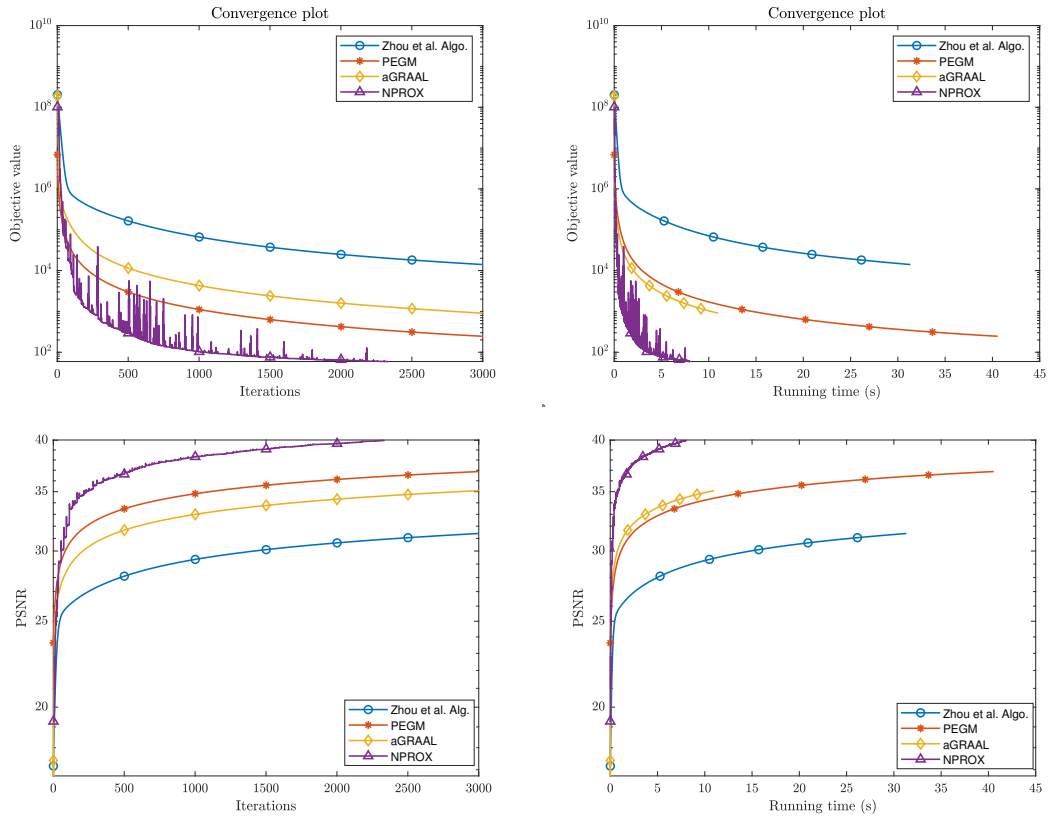 Convergence plot
10^10
10^8
10^6
10^4
10^2
Objective value
0 500 1000 1500 2000 2500 3000
Iterations
Zhou et al. Algo.
PEGM
aGRAAL
NPROX
Convergence plot
10^10
10^8
10^6
10^4
10^2
Objective value
0 5 10 15 20 25 30 35 40 45
Running time (s)
Zhou et al. Algo.
PEGM
aGRAAL
NPROX
40
35
30
25
20
PSNR
0 500 1000 1500 2000 2500 3000
Iterations
Zhou et al. Alg.
PEGM
aGRAAL
NPROX
40
35
30
25
20
PSNR
0 5 10 15 20 25 30 35 40 45
Running time (s)
Zhou et al. Algo.
PEGM
aGRAAL
NPROX